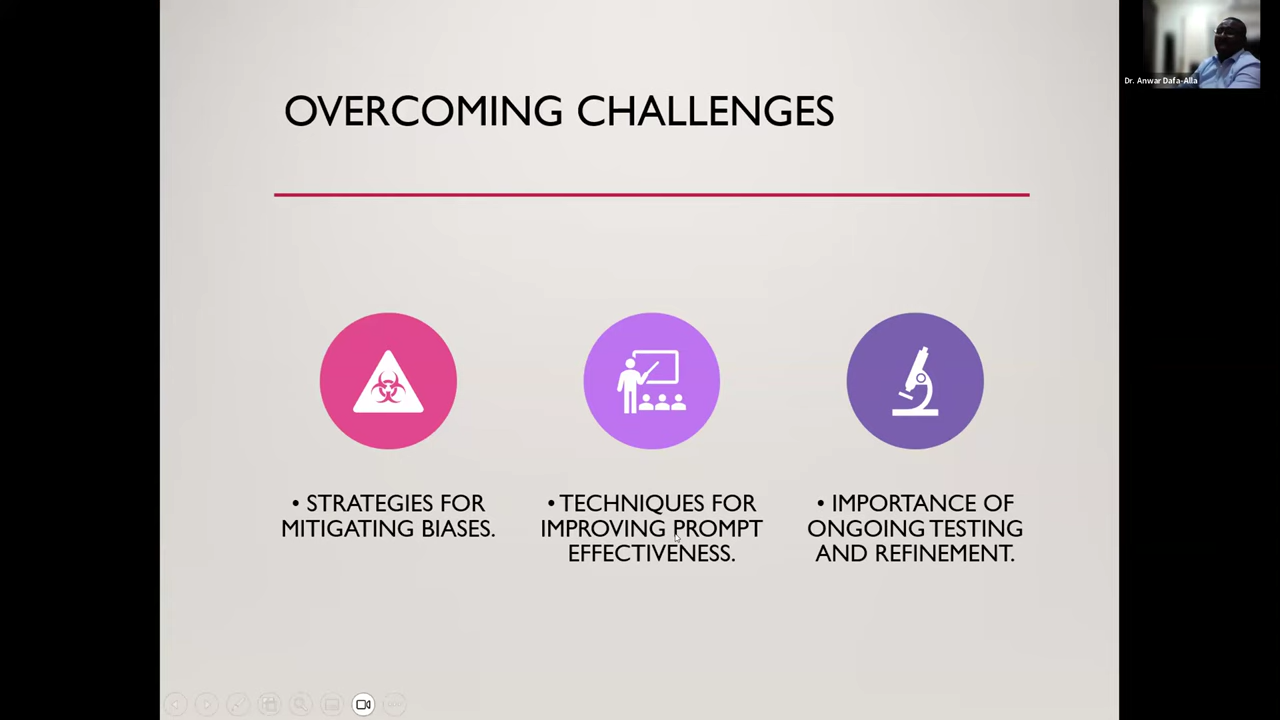 OVERCOMING CHALLENGES
Dr. Anwar Dafa-Alla
• STRATEGIES FOR
MITIGATING BIASES.
• TECHNIQUES FOR
IMPROVING PROMPT
EFFECTIVENESS.
• IMPORTANCE OF
ONGOING TESTING
AND REFINEMENT.